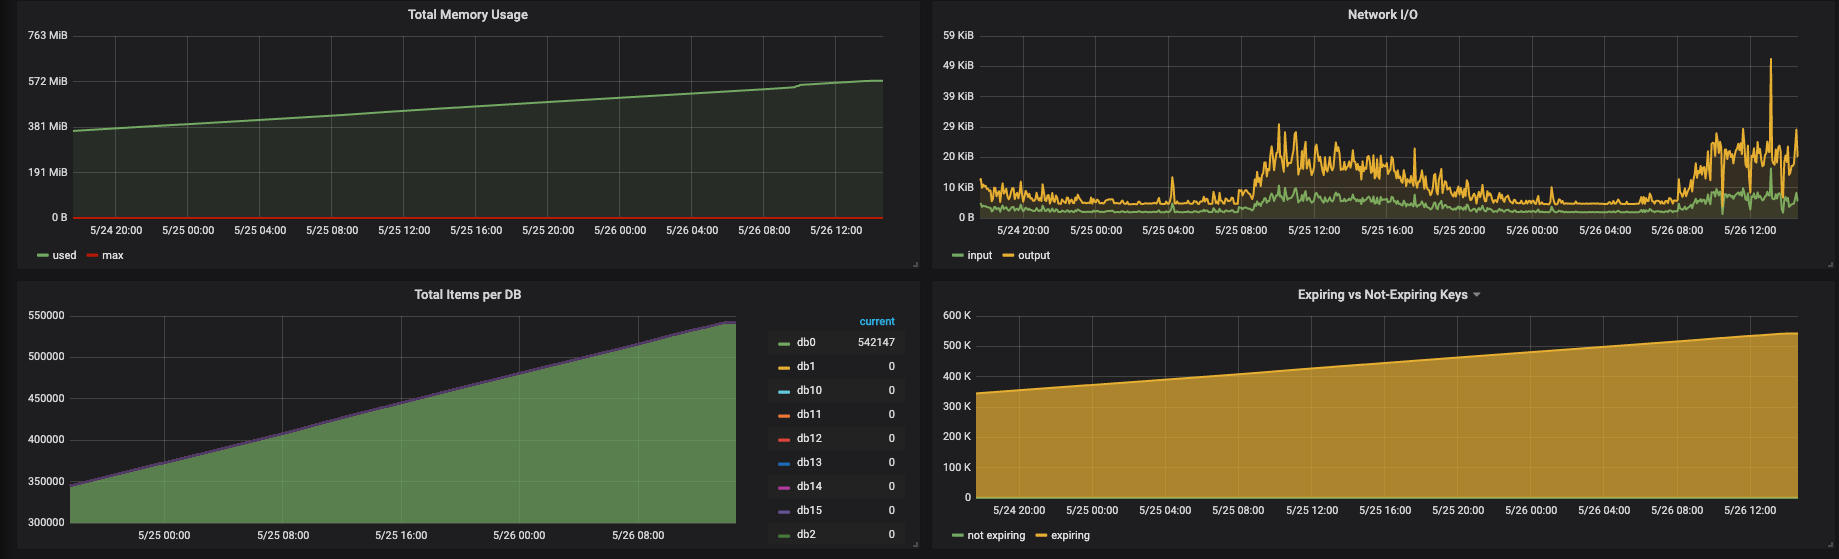 Total Memory Usage
763 MiB
572 MiB
381 MiB
191 MiB
0 B
5/24 20:00 5/25 00:00 5/25 04:00 5/25 08:00 5/25 12:00 5/25 16:00 5/25 20:00 5/26 00:00 5/26 04:00 5/26 08:00 5/26 12:00
used max
Network I/O
59 KiB
49 KiB
39 KiB
29 KiB
20 KiB
10 KiB
0 B
5/24 20:00 5/25 00:00 5/25 04:00 5/25 08:00 5/25 12:00 5/25 16:00 5/25 20:00 5/26 00:00 5/26 04:00 5/26 08:00 5/26 12:00
input output
Total Items per DB
550000
500000
450000
400000
350000
300000
5/25 00:00 5/25 08:00 5/25 16:00 5/26 00:00 5/26 08:00
current
db0 542147
db1 0
db10 0
db11 0
db12 0
db13 0
db14 0
db15 0
db2 0
Expiring vs Not-Expiring Keys
600 K
500 K
400 K
300 K
200 K
100 K
0
5/24 20:00 5/25 00:00 5/25 04:00 5/25 08:00 5/25 12:00 5/25 16:00 5/25 20:00 5/26 00:00 5/26 04:00 5/26 08:00 5/26 12:00
not expiring expiring